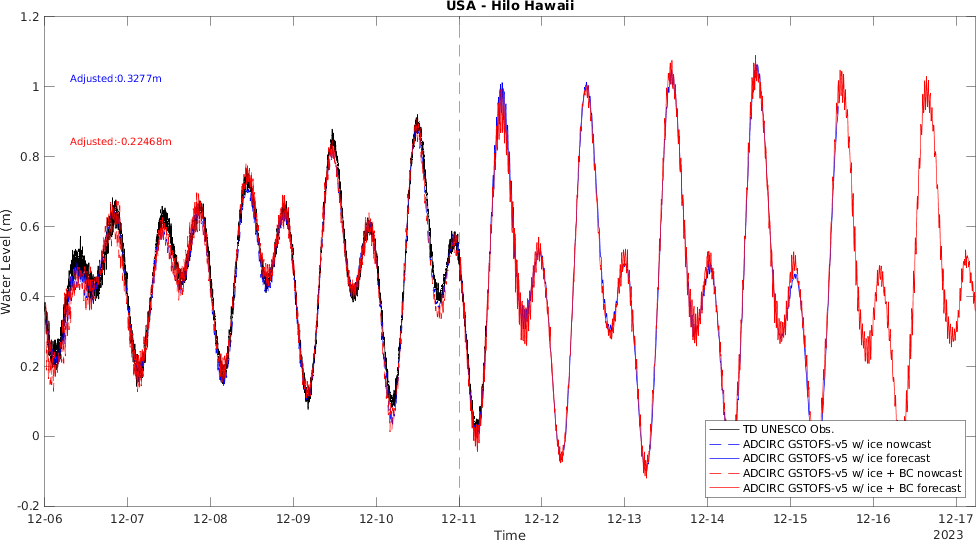 USA - Hilo Hawaii
1.2
1
0.8
0.6
0.4
0.2
0
-0.2
Water Level (m)
Adjusted:0.3277m
Adjusted:-0.22468m
TD UNESCO Obs.
ADCIRC GSTOFS-v5 w/ ice nowcast
ADCIRC GSTOFS-v5 w/ ice forecast
ADCIRC GSTOFS-v5 w/ ice + BC nowcast
ADCIRC GSTOFS-v5 w/ ice + BC forecast
12-06 12-07 12-08 12-09 12-10 12-11 12-12 12-13 12-14 12-15 12-16 12-17
Time
2023